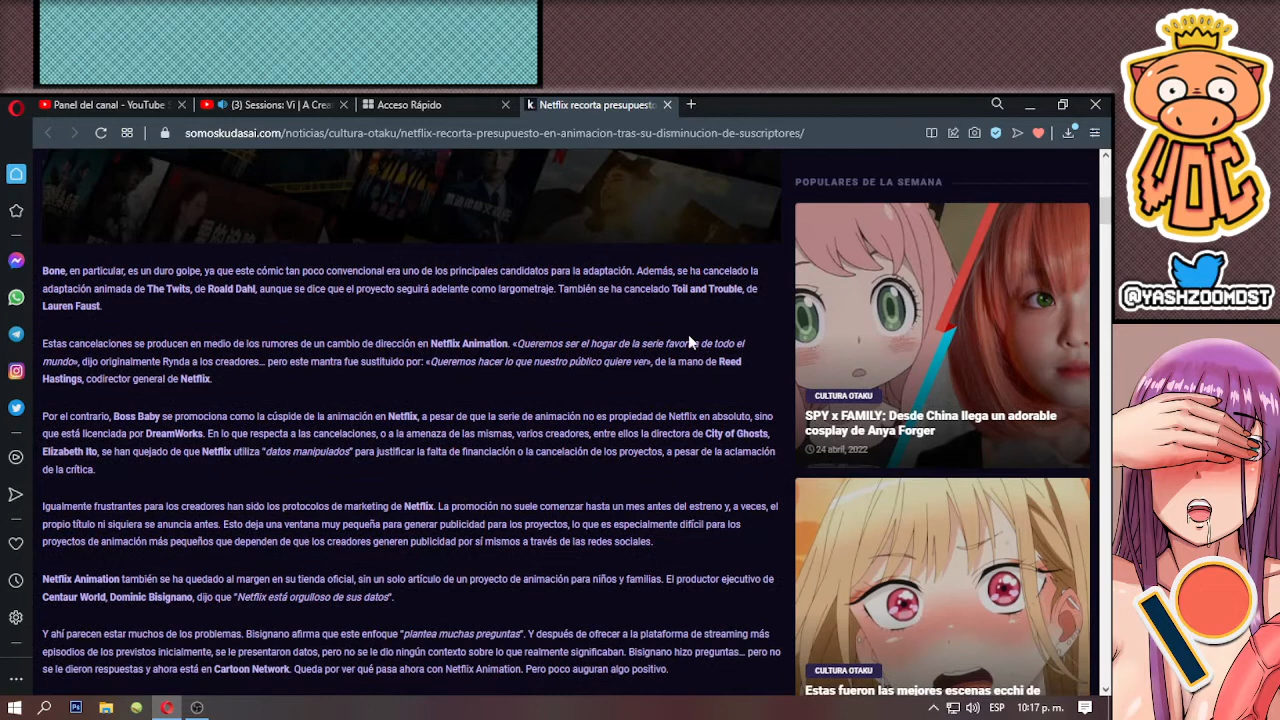 Panel del canal - YouTube S
(3) Sessions: Vi | A Crea
Acceso Rápido
k Netflix recorta presupuesto
somoskudasai.com/noticias/cultura-otaku/netflix-recorta-presupuesto-en-animacion-tras-su-disminucion-de-suscriptores/
Bone, en particular, es un duro golpe, ya que este cómic tan poco convencional era uno de los principales candidatos para la adaptación. Además, se ha cancelado la
adaptación animada de The Twits, de Roald Dahl, aunque se dice que el proyecto seguirá adelante como largometraje. También se ha cancelado Toil and Trouble, de
Lauren Faust.
Estas cancelaciones se producen en medio de los rumores de un cambio de dirección en Netflix Animation. «Queremos ser el hogar de la serie favorita de todo el
mundo», dijo originalmente Rynda a los creadores… pero este mantra fue sustituido por: «Queremos hacer lo que nuestro público quiere ver», de la mano de Reed
Hastings, codirector general de Netflix.
Por el contrario, Boss Baby se promociona como la cúspide de la animación en Netflix, a pesar de que la serie de animación no es propiedad de Netflix en absoluto, sino
que está licenciada por DreamWorks. En lo que respecta a las cancelaciones, o a la amenaza de las mismas, varios creadores, entre ellos la directora de City of Ghosts,
Elizabeth Ito, se han quejado de que Netflix utiliza "datos manipulados" para justificar la falta de financiación o la cancelación de los proyectos, a pesar de la aclamación
de la crítica.
Igualmente frustrantes para los creadores han sido los protocolos de marketing de Netflix. La promoción no suele comenzar hasta un mes antes del estreno y, a veces, el
propio título ni siquiera se anuncia antes. Esto deja una ventana muy pequeña para generar publicidad para los proyectos, lo que es especialmente difícil para los
proyectos de animación más pequeños que dependen de que los creadores generen publicidad por sí mismos a través de las redes sociales.
Netflix Animation también se ha quedado al margen en su tienda oficial, sin un solo artículo de un proyecto de animación para niños y familias. El productor ejecutivo de
Centaur World, Dominic Bisignano, dijo que "Netflix está orgulloso de sus datos".
Y ahí parecen estar muchos de los problemas. Bisignano afirma que este enfoque "plantea muchas preguntas". Y después de ofrecer a la plataforma de streaming más
episodios de los previstos inicialmente, se le presentaron datos, pero no se le dio ningún contexto sobre lo que realmente significaban. Bisignano hizo preguntas… pero no
se le dieron respuestas y ahora está en Cartoon Network. Queda por ver qué pasa ahora con Netflix Animation. Pero poco auguran algo positivo.
POPULARES DE LA SEMANA
CULTURA OTAKU
SPY x FAMILY: Desde China llega un adorable
cosplay de Anya Forger
24 abril, 2022
CULTURA OTAKU
Estas fueron las mejores escenas ecchi de
@YASHZOOMDST
Ps
ESP
10:17 p. m.